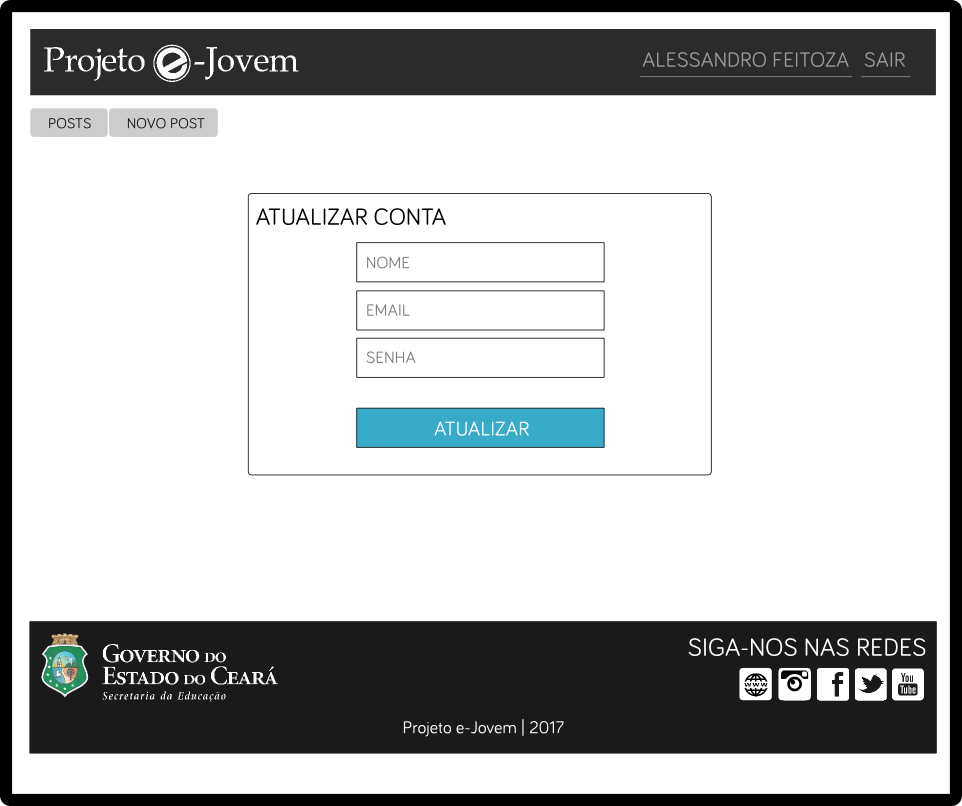 Projeto e-Jovem
ALESSANDRO FEITOZA SAIR
POSTS NOVO POST
ATUALIZAR CONTA
NOME
EMAIL
SENHA
ATUALIZAR
GOVERNO DO
ESTADO DO CEARÁ
Secretaria da Educação
SIGA-NOS NAS REDES
www
f
You
Tube
Projeto e-Jovem | 2017